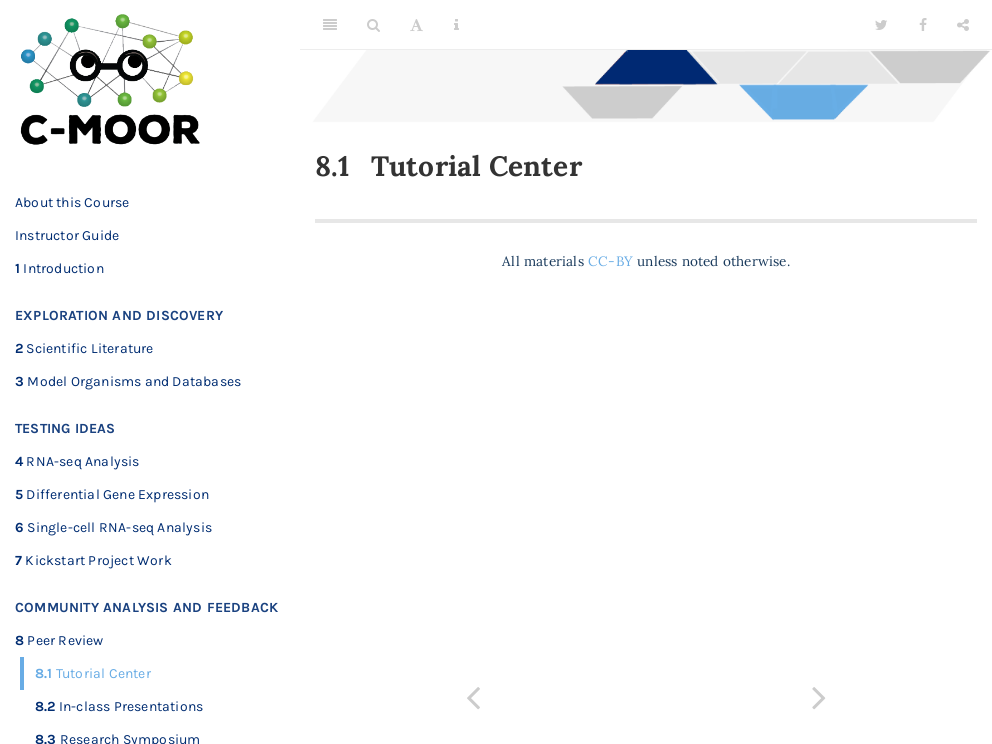 C-MOOR
About this Course
Instructor Guide
1 Introduction
EXPLORATION AND DISCOVERY
2 Scientific Literature
3 Model Organisms and Databases
TESTING IDEAS
4 RNA-seq Analysis
5 Differential Gene Expression
6 Single-cell RNA-seq Analysis
7 Kickstart Project Work
COMMUNITY ANALYSIS AND FEEDBACK
8 Peer Review
8.1 Tutorial Center
8.2 In-class Presentations
8.3 Research Symposium
A
8.1 Tutorial Center
All materials CC-BY unless noted otherwise.